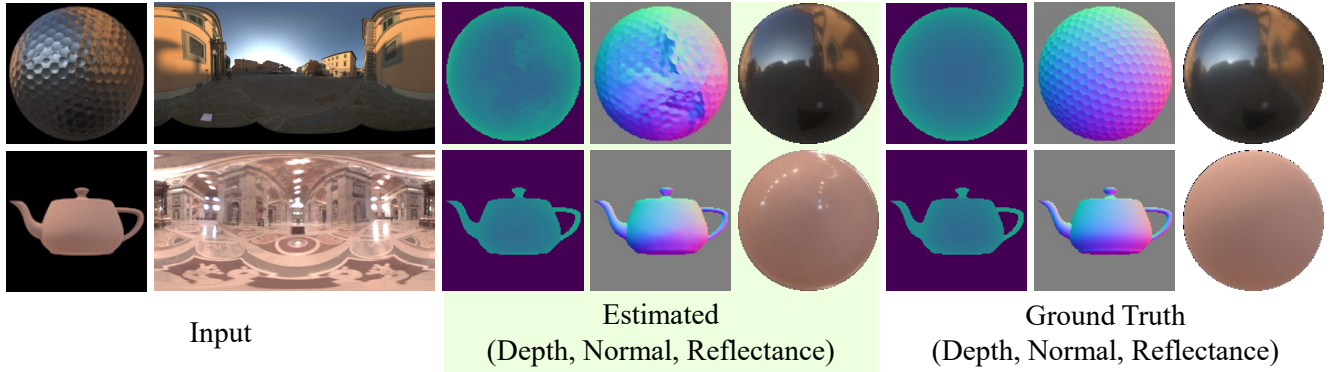 Input
Estimated
(Depth, Normal, Reflectance)
Ground Truth
(Depth, Normal, Reflectance)